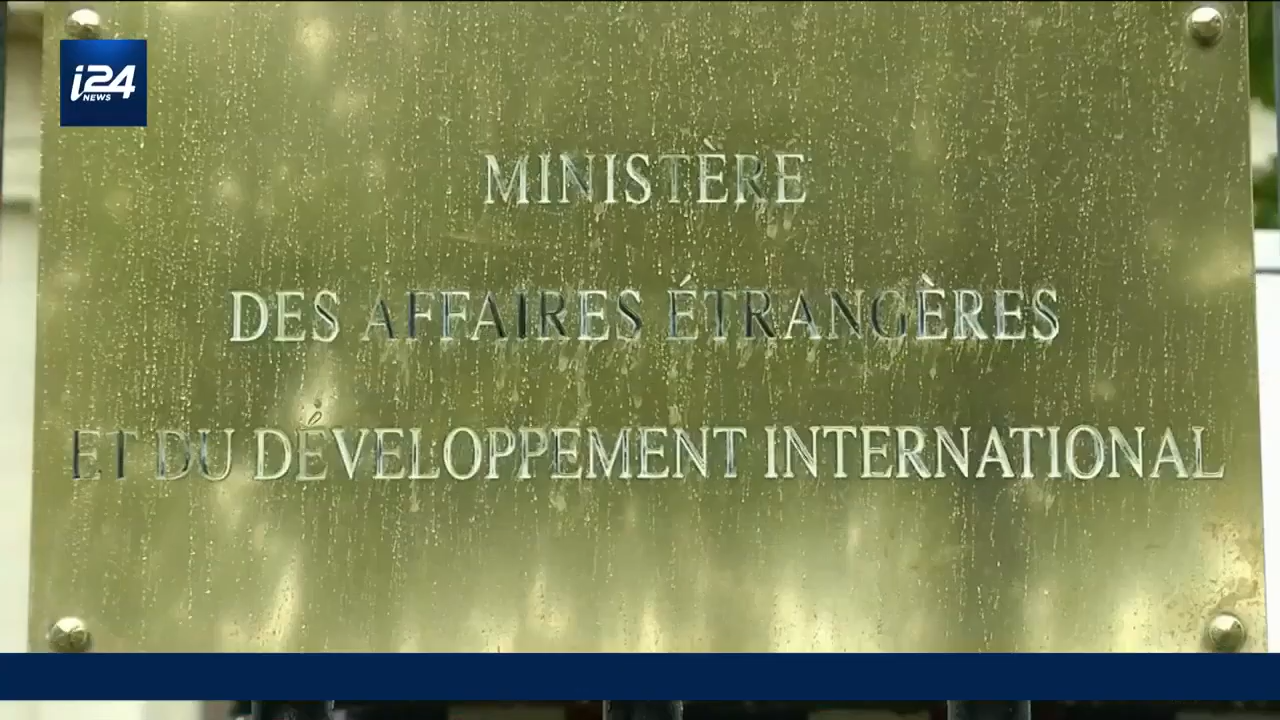 i24
NEWS
MINISTÈRE
DES AFFAIRES ÉTRANGÈRES
ET DU DÉVELOPPEMENT INTERNATIONAL